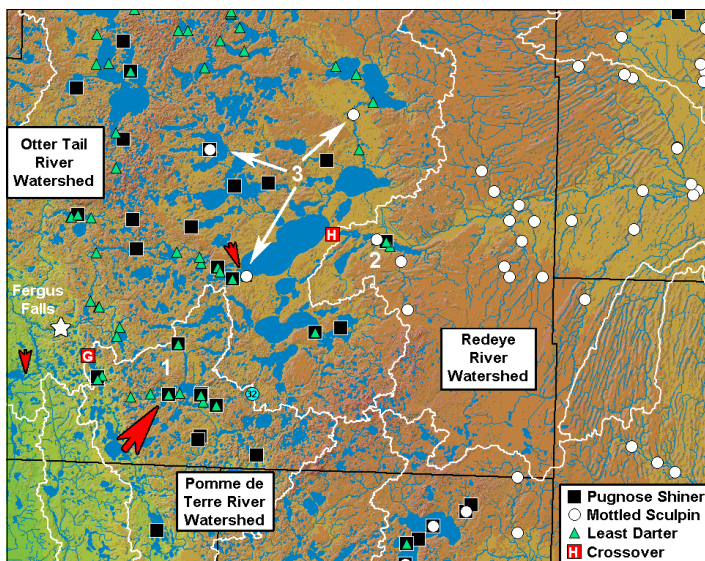 Otter Tail
River
Watershed
3
H
2
Fergus
Falls
G
1
Redeye
River
Watershed
Pomme de
Terre River
Watershed
Pugnose Shiner
Mottled Sculpin
Least Darter
H Crossover